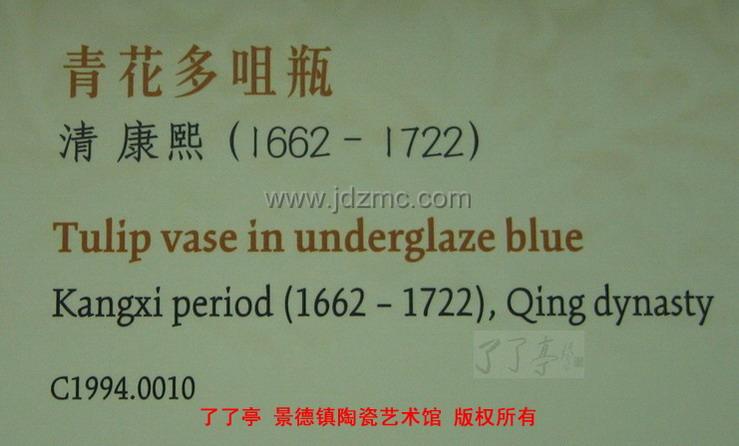 青花多咀瓶
清 康熙 (1662 - 1722)
www.jdzmc.com
Tulip vase in underglaze blue
Kangxi period (1662 – 1722), Qing dynasty
了了亭
C1994.0010
了了亭 景德镇陶瓷艺术馆 版权所有